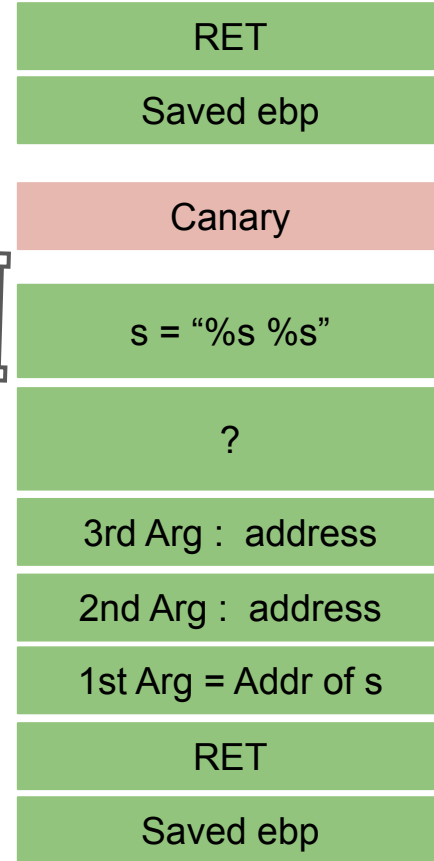 RET
Saved ebp
Canary
s = “%s %s”
?
3rd Arg :  address
2nd Arg :  address
1st Arg = Addr of s
RET
Saved ebp